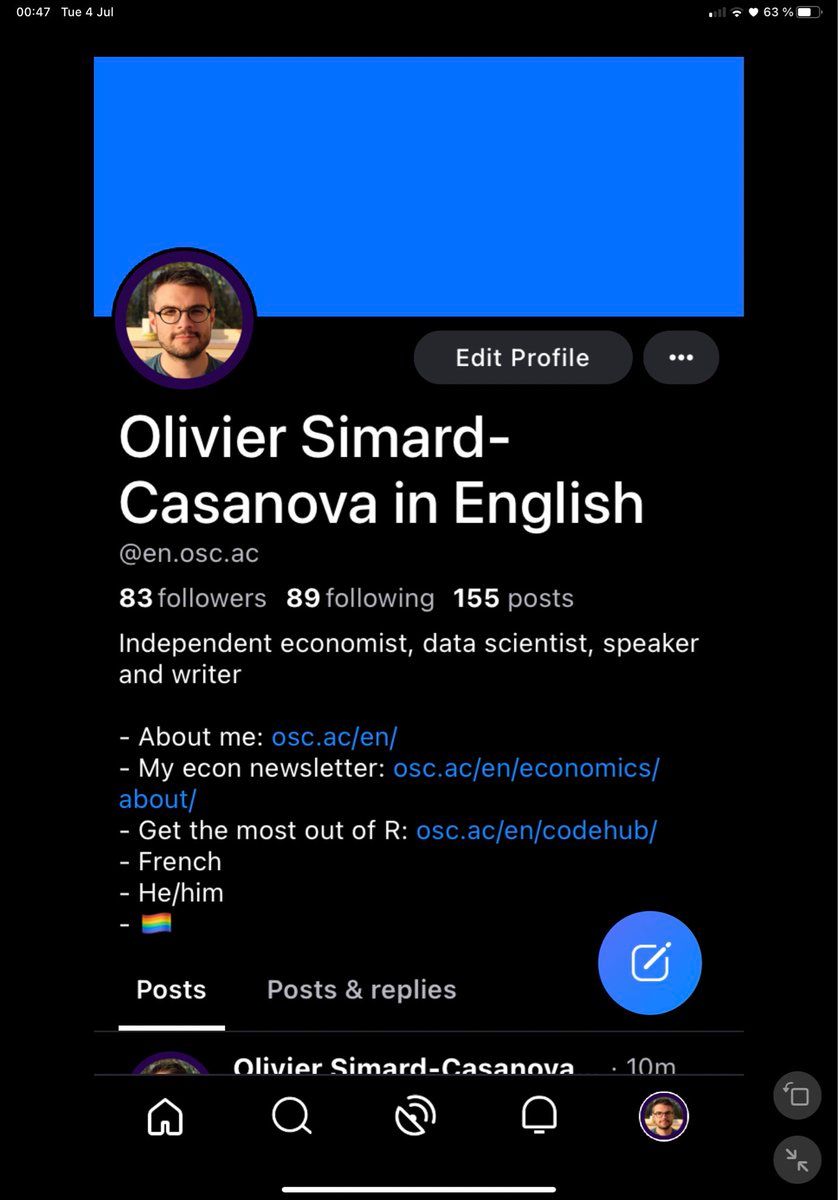 00:47 Tue 4 Jul
63 %
Edit Profile
Olivier Simard-
Casanova in English
@en.osc.ac
83 followers 89 following 155 posts
Independent economist, data scientist, speaker
and writer
- About me: osc.ac/en/
- My econ newsletter: osc.ac/en/economics/
about/
- Get the most out of R: osc.ac/en/codehub/
- French
- He/him
- 🏳️‍🌈
Posts Posts & replies
Olivier Simard-Casanova... · 10m